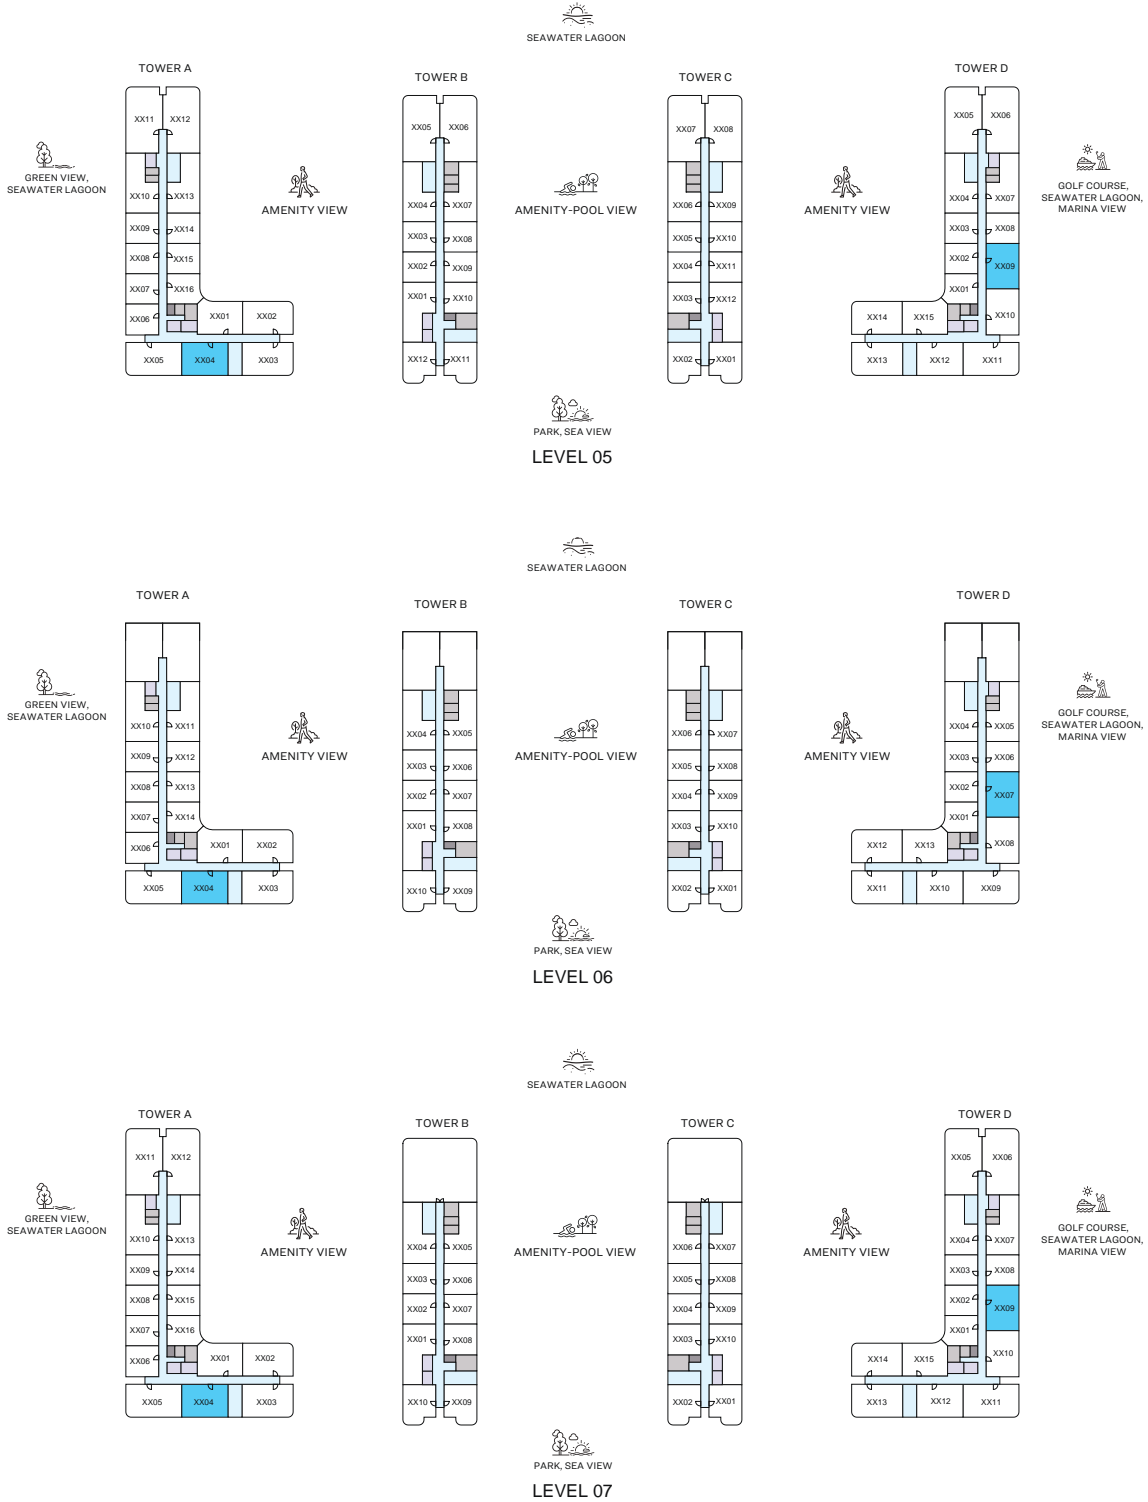 SEAWATER LAGOON
TOWER A
TOWER B
TOWER C
TOWER D
XX11 XX12
XX05 XX06
XX07 XX08
XX05 XX06
GREEN VIEW,
SEAWATER LAGOON
AMENITY VIEW
AMENITY-POOL VIEW
AMENITY VIEW
GOLF COURSE,
SEAWATER LAGOON,
MARINA VIEW
XX10 XX13
XX09 XX14
XX08 XX15
XX07 XX16
XX06 XX01 XX02
XX05 XX04 XX03
XX04 XX07
XX03 XX08
XX02 XX09
XX01 XX10
XX12 XX11
XX06 XX09
XX05 XX10
XX04 XX11
XX03 XX12
XX02 XX01
XX04 XX07
XX03 XX08
XX02 XX09
XX01
XX14 XX15 XX10
XX13 XX12 XX11
PARK, SEA VIEW
LEVEL 05
SEAWATER LAGOON
TOWER A
TOWER B
TOWER C
TOWER D
GREEN VIEW,
SEAWATER LAGOON
AMENITY VIEW
AMENITY-POOL VIEW
AMENITY VIEW
GOLF COURSE,
SEAWATER LAGOON,
MARINA VIEW
XX10 XX11
XX09 XX12
XX08 XX13
XX07 XX14
XX06 XX01 XX02
XX05 XX04 XX03
XX04 XX05
XX03 XX06
XX02 XX07
XX01 XX08
XX10 XX09
XX06 XX07
XX05 XX08
XX04 XX09
XX03 XX10
XX02 XX01
XX04 XX05
XX03 XX06
XX02 XX07
XX01
XX12 XX13 XX08
XX11 XX10 XX09
PARK, SEA VIEW
LEVEL 06
SEAWATER LAGOON
TOWER A
TOWER B
TOWER C
TOWER D
XX11 XX12
XX05 XX06
GREEN VIEW,
SEAWATER LAGOON
AMENITY VIEW
AMENITY-POOL VIEW
AMENITY VIEW
GOLF COURSE,
SEAWATER LAGOON,
MARINA VIEW
XX10 XX13
XX09 XX14
XX08 XX15
XX07 XX16
XX06 XX01 XX02
XX05 XX04 XX03
XX04 XX05
XX03 XX06
XX02 XX07
XX01 XX08
XX10 XX09
XX06 XX07
XX05 XX08
XX04 XX09
XX03 XX10
XX02 XX01
XX04 XX07
XX03 XX08
XX02 XX09
XX01
XX14 XX15 XX10
XX13 XX12 XX11
PARK, SEA VIEW
LEVEL 07